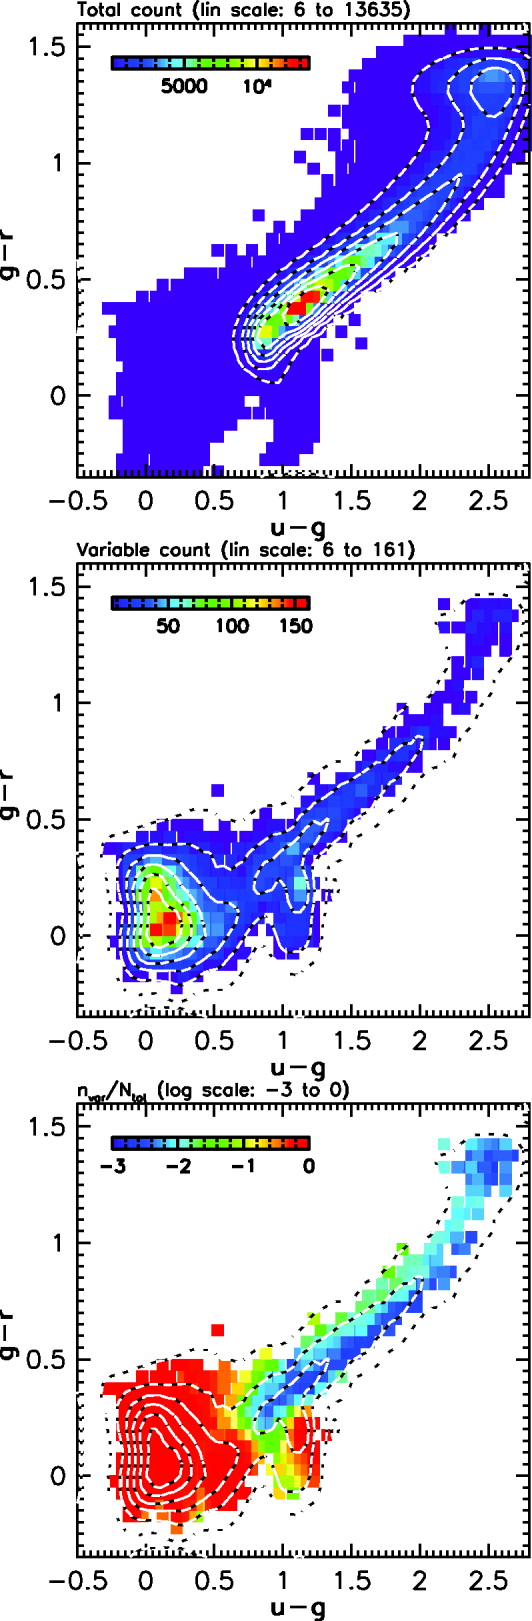 Total count (lin scale: 6 to 13635)
1.5
5000 10⁴
1
g-r
0.5
0
-0.5 0 0.5 1 1.5 2 2.5
u-g
Variable count (lin scale: 6 to 161)
1.5
50 100 150
1
g-r
0.5
0
-0.5 0 0.5 1 1.5 2 2.5
u-g
n_var/N_tot (log scale: -3 to 0)
1.5
-3 -2 -1 0
1
g-r
0.5
0
-0.5 0 0.5 1 1.5 2 2.5
u-g